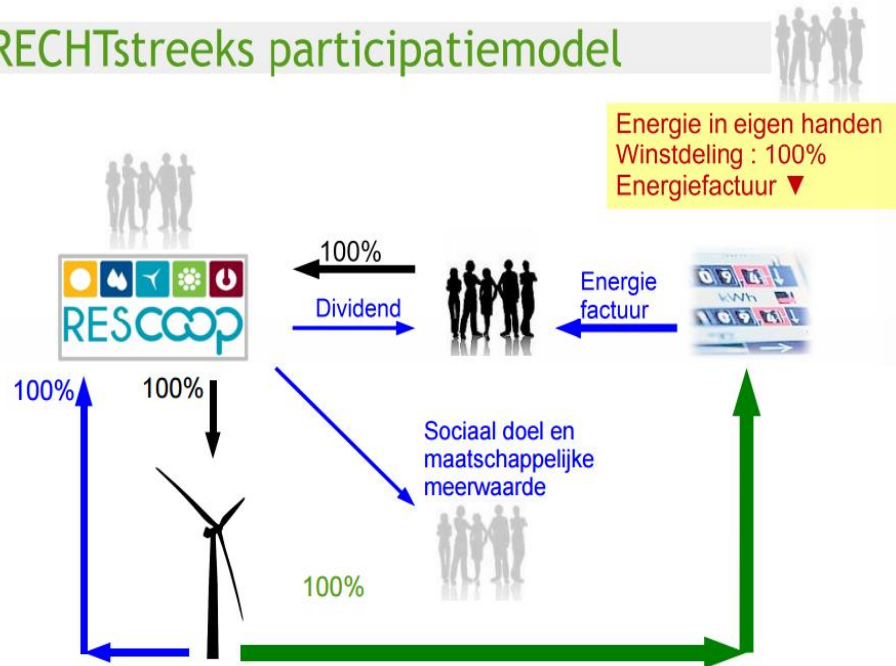 RECHTstreeks participatiemodel
Energie in eigen handen
Winstdeling : 100%
Energiefactuur ▼
100%
Dividend
Energie
factuur
kWh
RESCOOP
100%
100%
Sociaal doel en
maatschappelijke
meerwaarde
100%